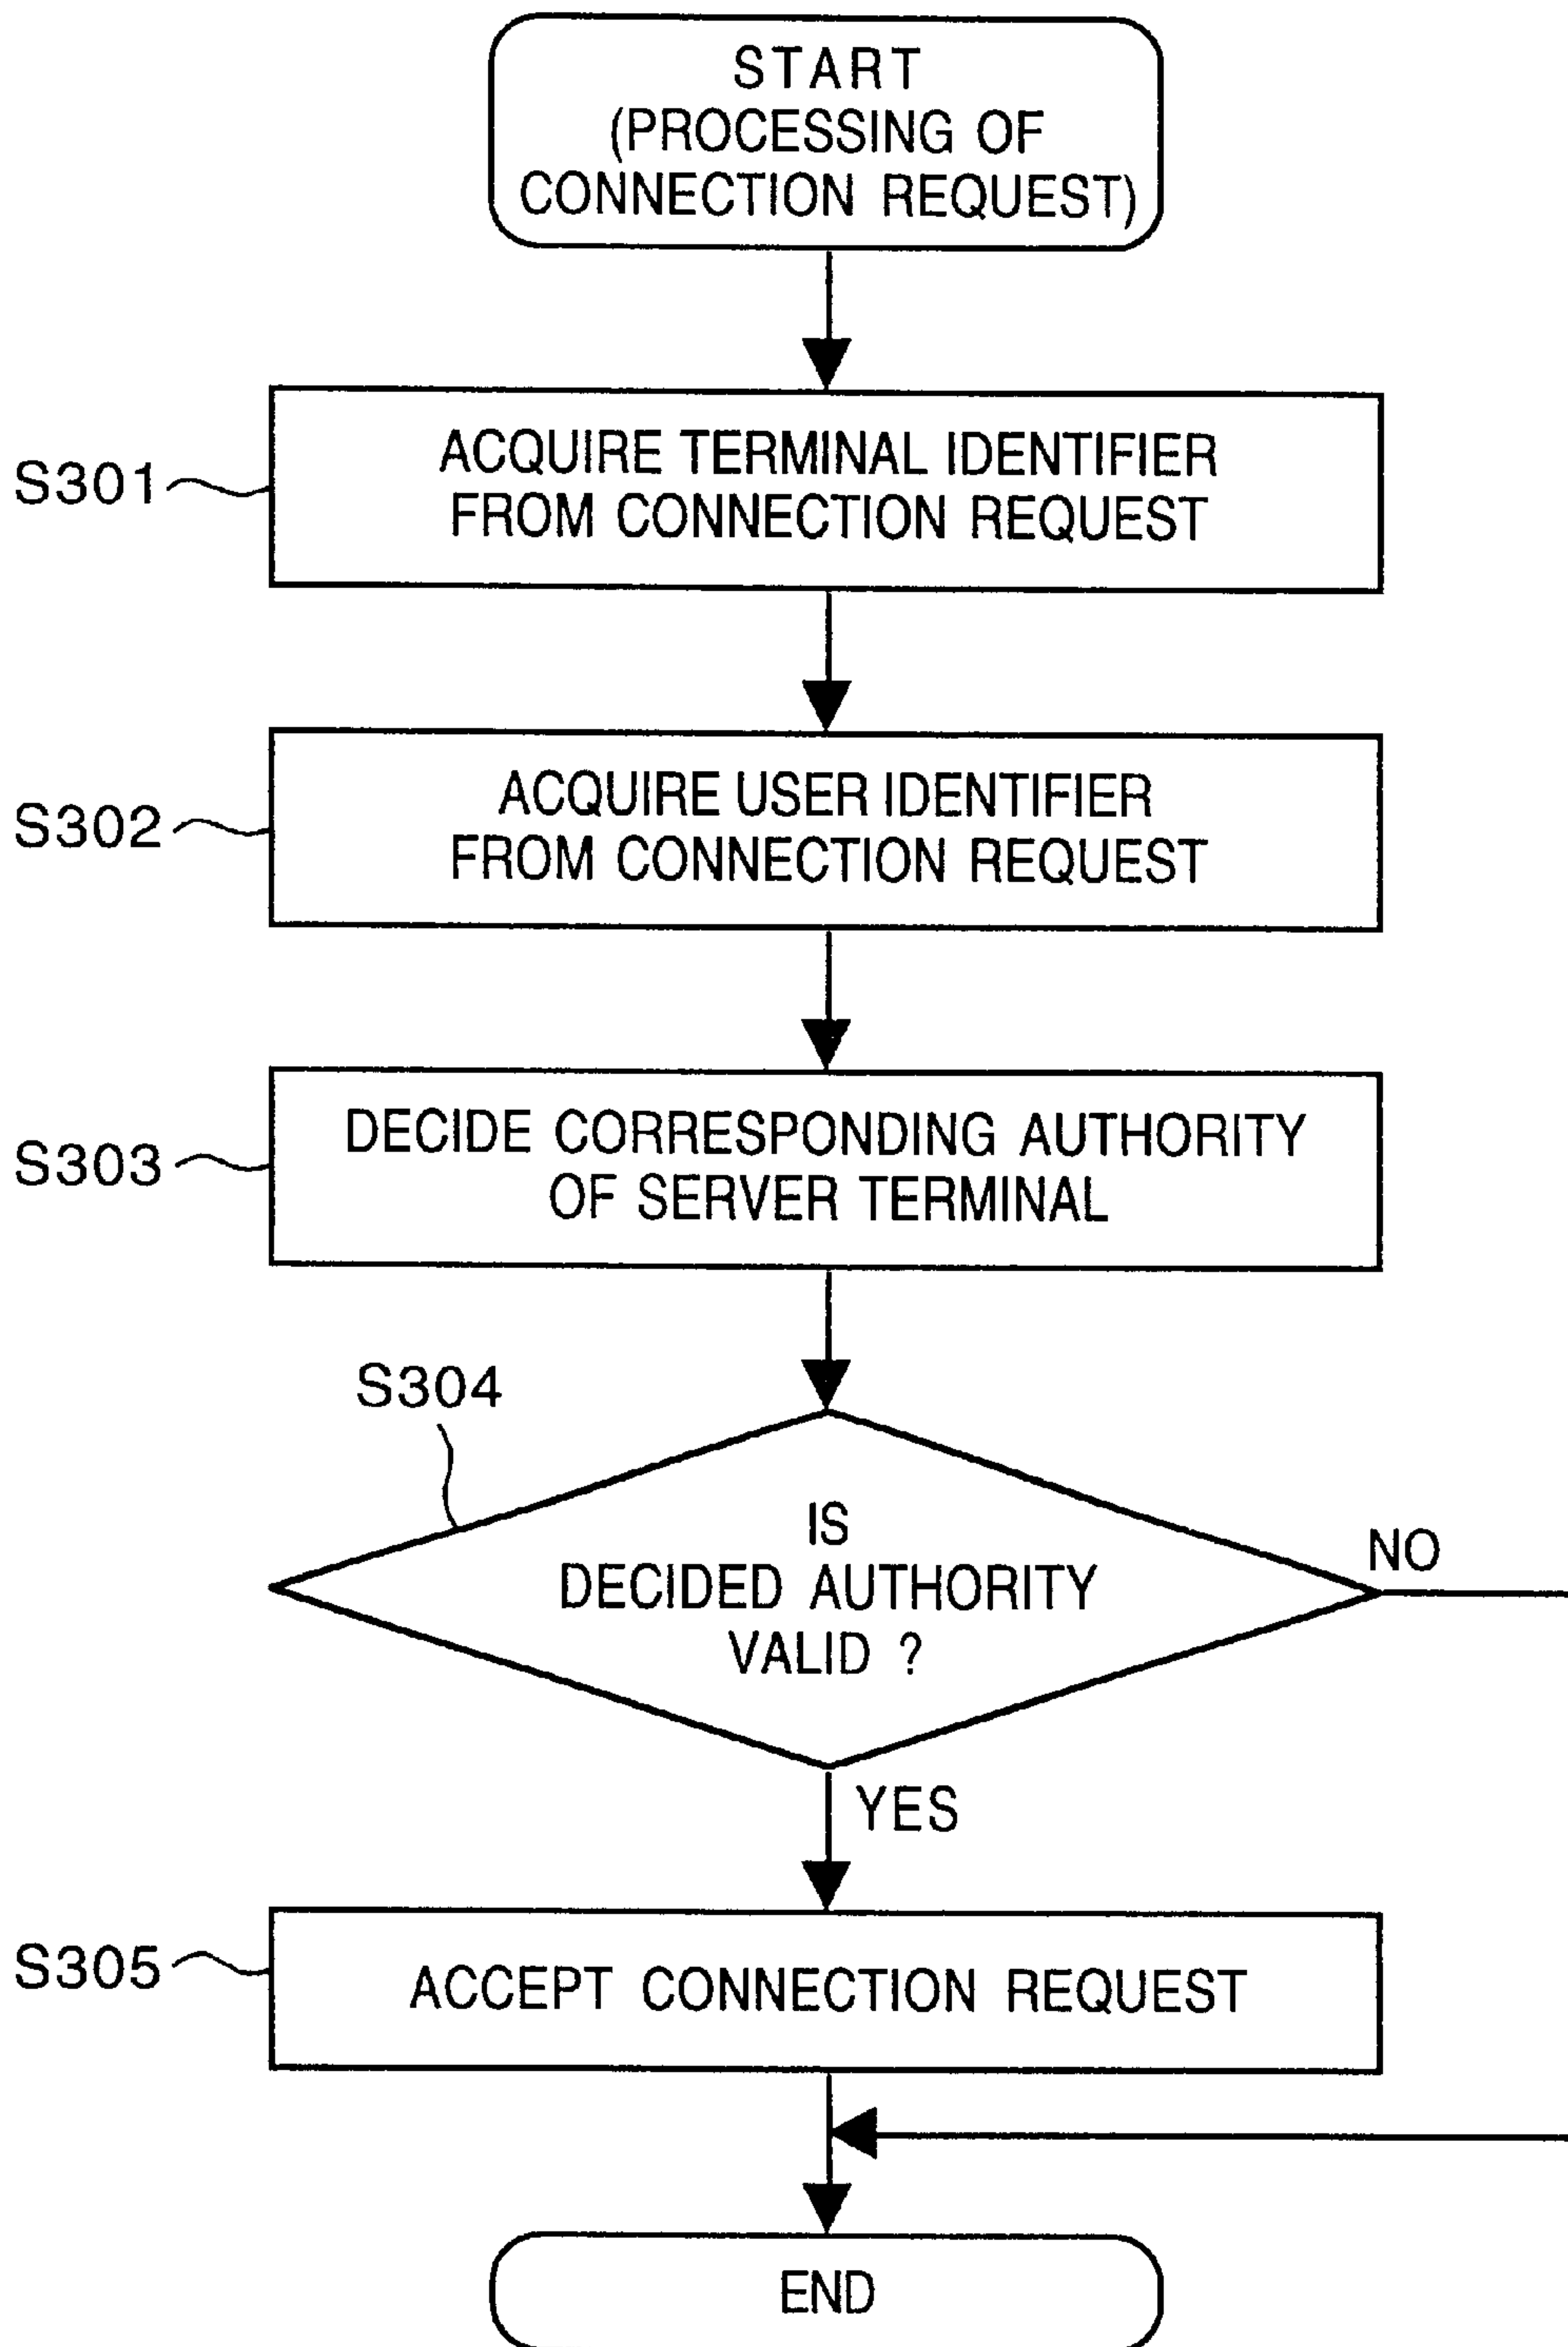 START
(PROCESSING OF
CONNECTION REQUEST)
S301
ACQUIRE TERMINAL IDENTIFIER
FROM CONNECTION REQUEST
S302
ACQUIRE USER IDENTIFIER
FROM CONNECTION REQUEST
S303
DECIDE CORRESPONDING AUTHORITY
OF SERVER TERMINAL
S304
IS
DECIDED AUTHORITY
VALID ?
NO
YES
S305
ACCEPT CONNECTION REQUEST
END